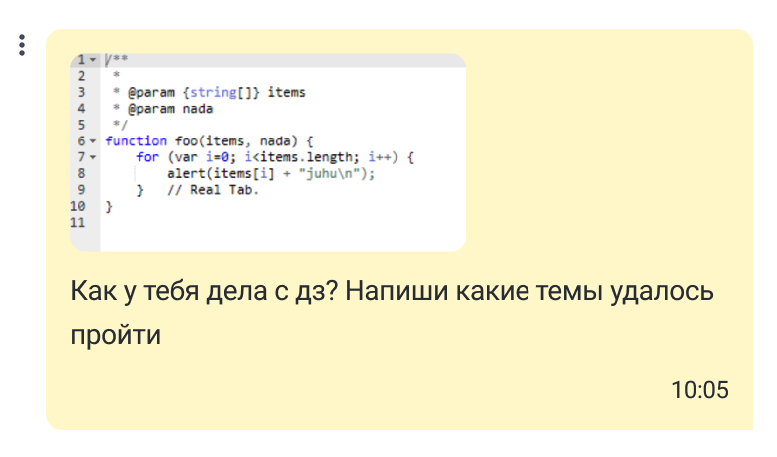 1 /**
2  *
3  * @param {string[]} items
4  * @param nada
5  */
6 function foo(items, nada) {
7     for (var i=0; i<items.length; i++) {
8         alert(items[i] + "juhu\n");
9     }   // Real Tab.
10 }
11
Как у тебя дела с дз? Напиши какие темы удалось
пройти
10:05